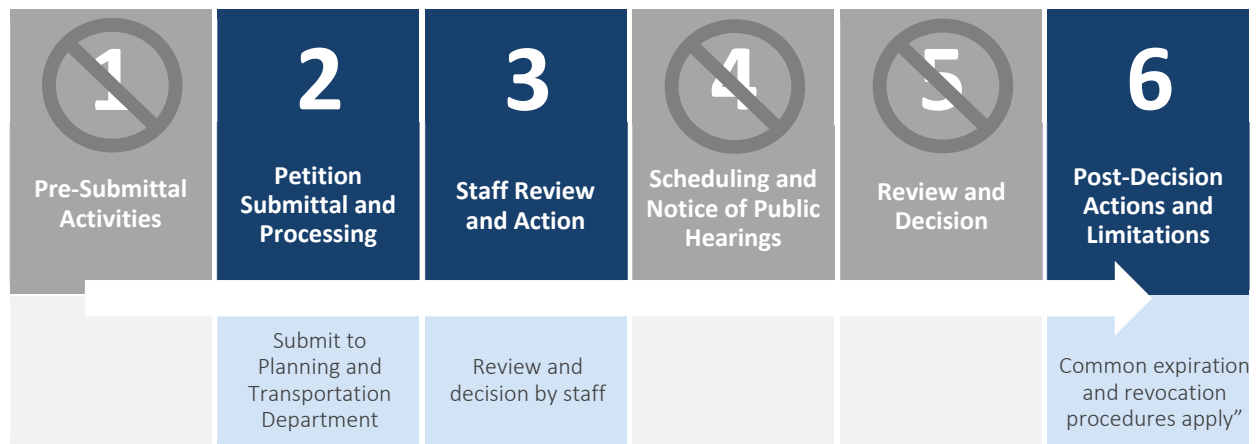 1
Pre-Submittal
Activities
2
Petition
Submittal and
Processing
3
Staff Review
and Action
4
Scheduling and
Notice of Public
Hearings
5
Review and
Decision
6
Post-Decision
Actions and
Limitations
Submit to
Planning and
Transportation
Department
Review and
decision by staff
Common expiration
and revocation
procedures apply”